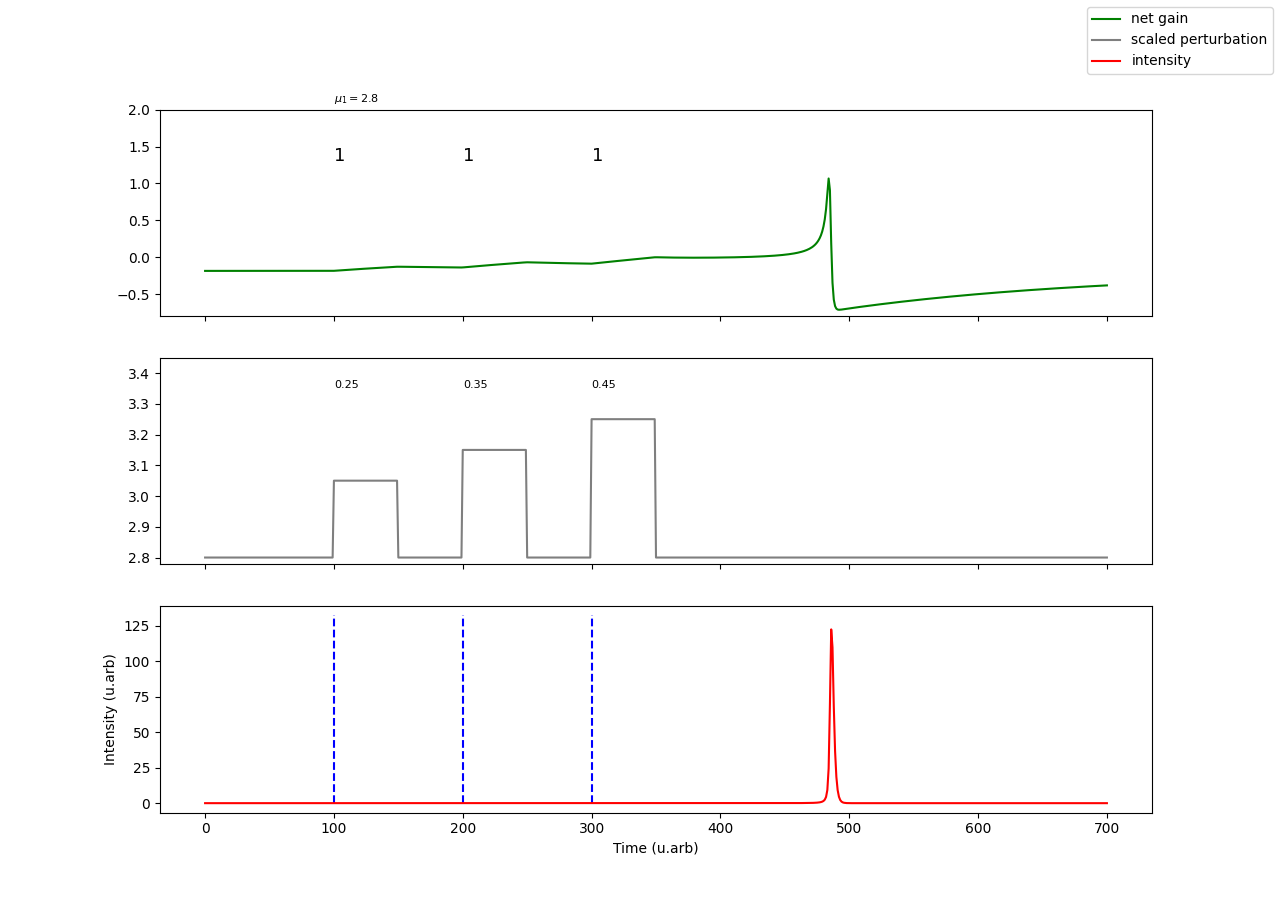 net gain
scaled perturbation
intensity
μ₁ = 2.8
2.0
1.5
1.0
0.5
0.0
−0.5
1 1 1
3.4
3.3
3.2
3.1
3.0
2.9
2.8
0.25 0.35 0.45
Intensity (u.arb)
125
100
75
50
25
0
0 100 200 300 400 500 600 700
Time (u.arb)